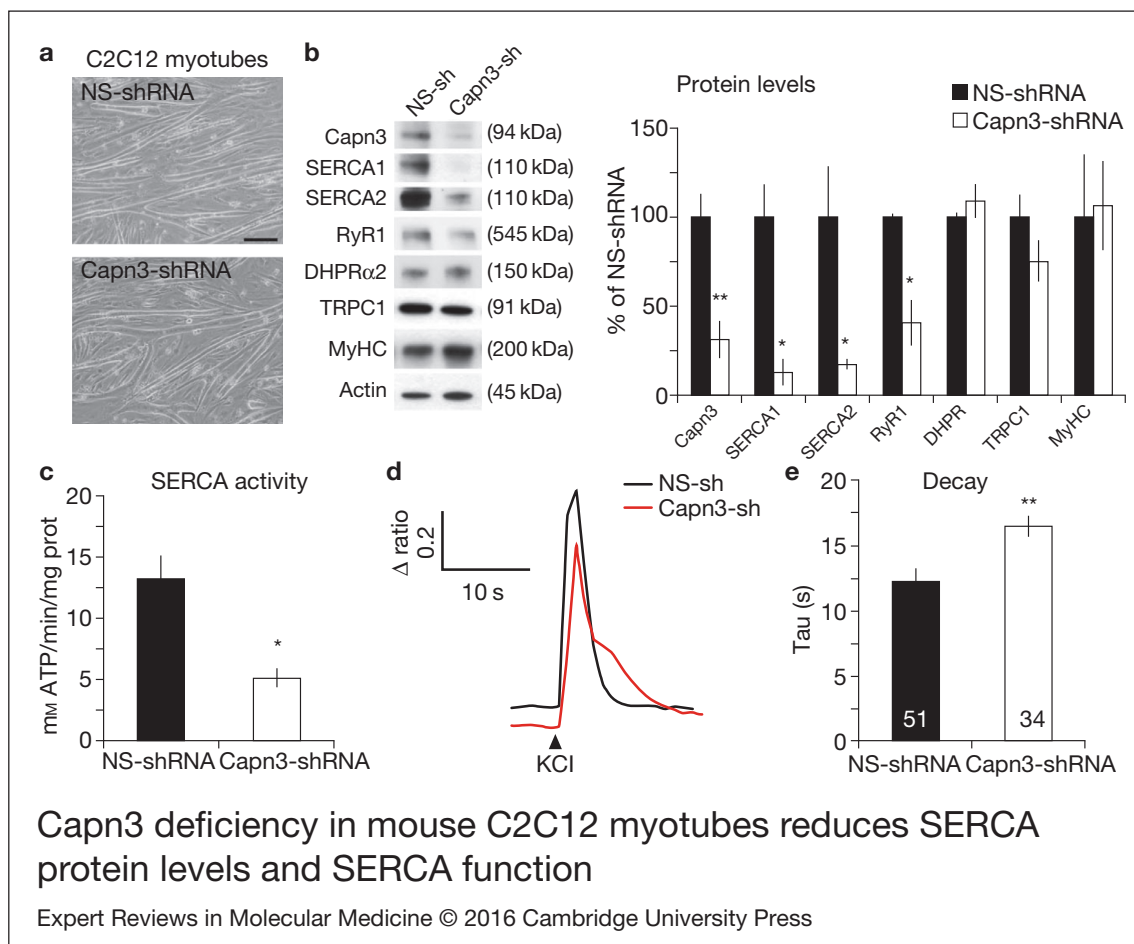 a
C2C12 myotubes
NS-shRNA
Capn3-shRNA
b
NS-sh
Capn3-sh
Capn3
(94 kDa)
SERCA1
(110 kDa)
SERCA2
(110 kDa)
RyR1
(545 kDa)
DHPRα2
(150 kDa)
TRPC1
(91 kDa)
MyHC
(200 kDa)
Actin
(45 kDa)
Protein levels
NS-shRNA
Capn3-shRNA
% of NS-shRNA
150
100
50
0
**
*
*
*
Capn3
SERCA1
SERCA2
RyR1
DHPR
TRPC1
MyHC
c
SERCA activity
mM ATP/min/mg prot
20
15
10
5
0
*
NS-shRNA
Capn3-shRNA
d
NS-sh
Capn3-sh
Δ ratio
0.2
10 s
KCl
e
Decay
Tau (s)
20
15
10
5
0
**
51
34
NS-shRNA
Capn3-shRNA
Capn3 deficiency in mouse C2C12 myotubes reduces SERCA
protein levels and SERCA function
Expert Reviews in Molecular Medicine © 2016 Cambridge University Press